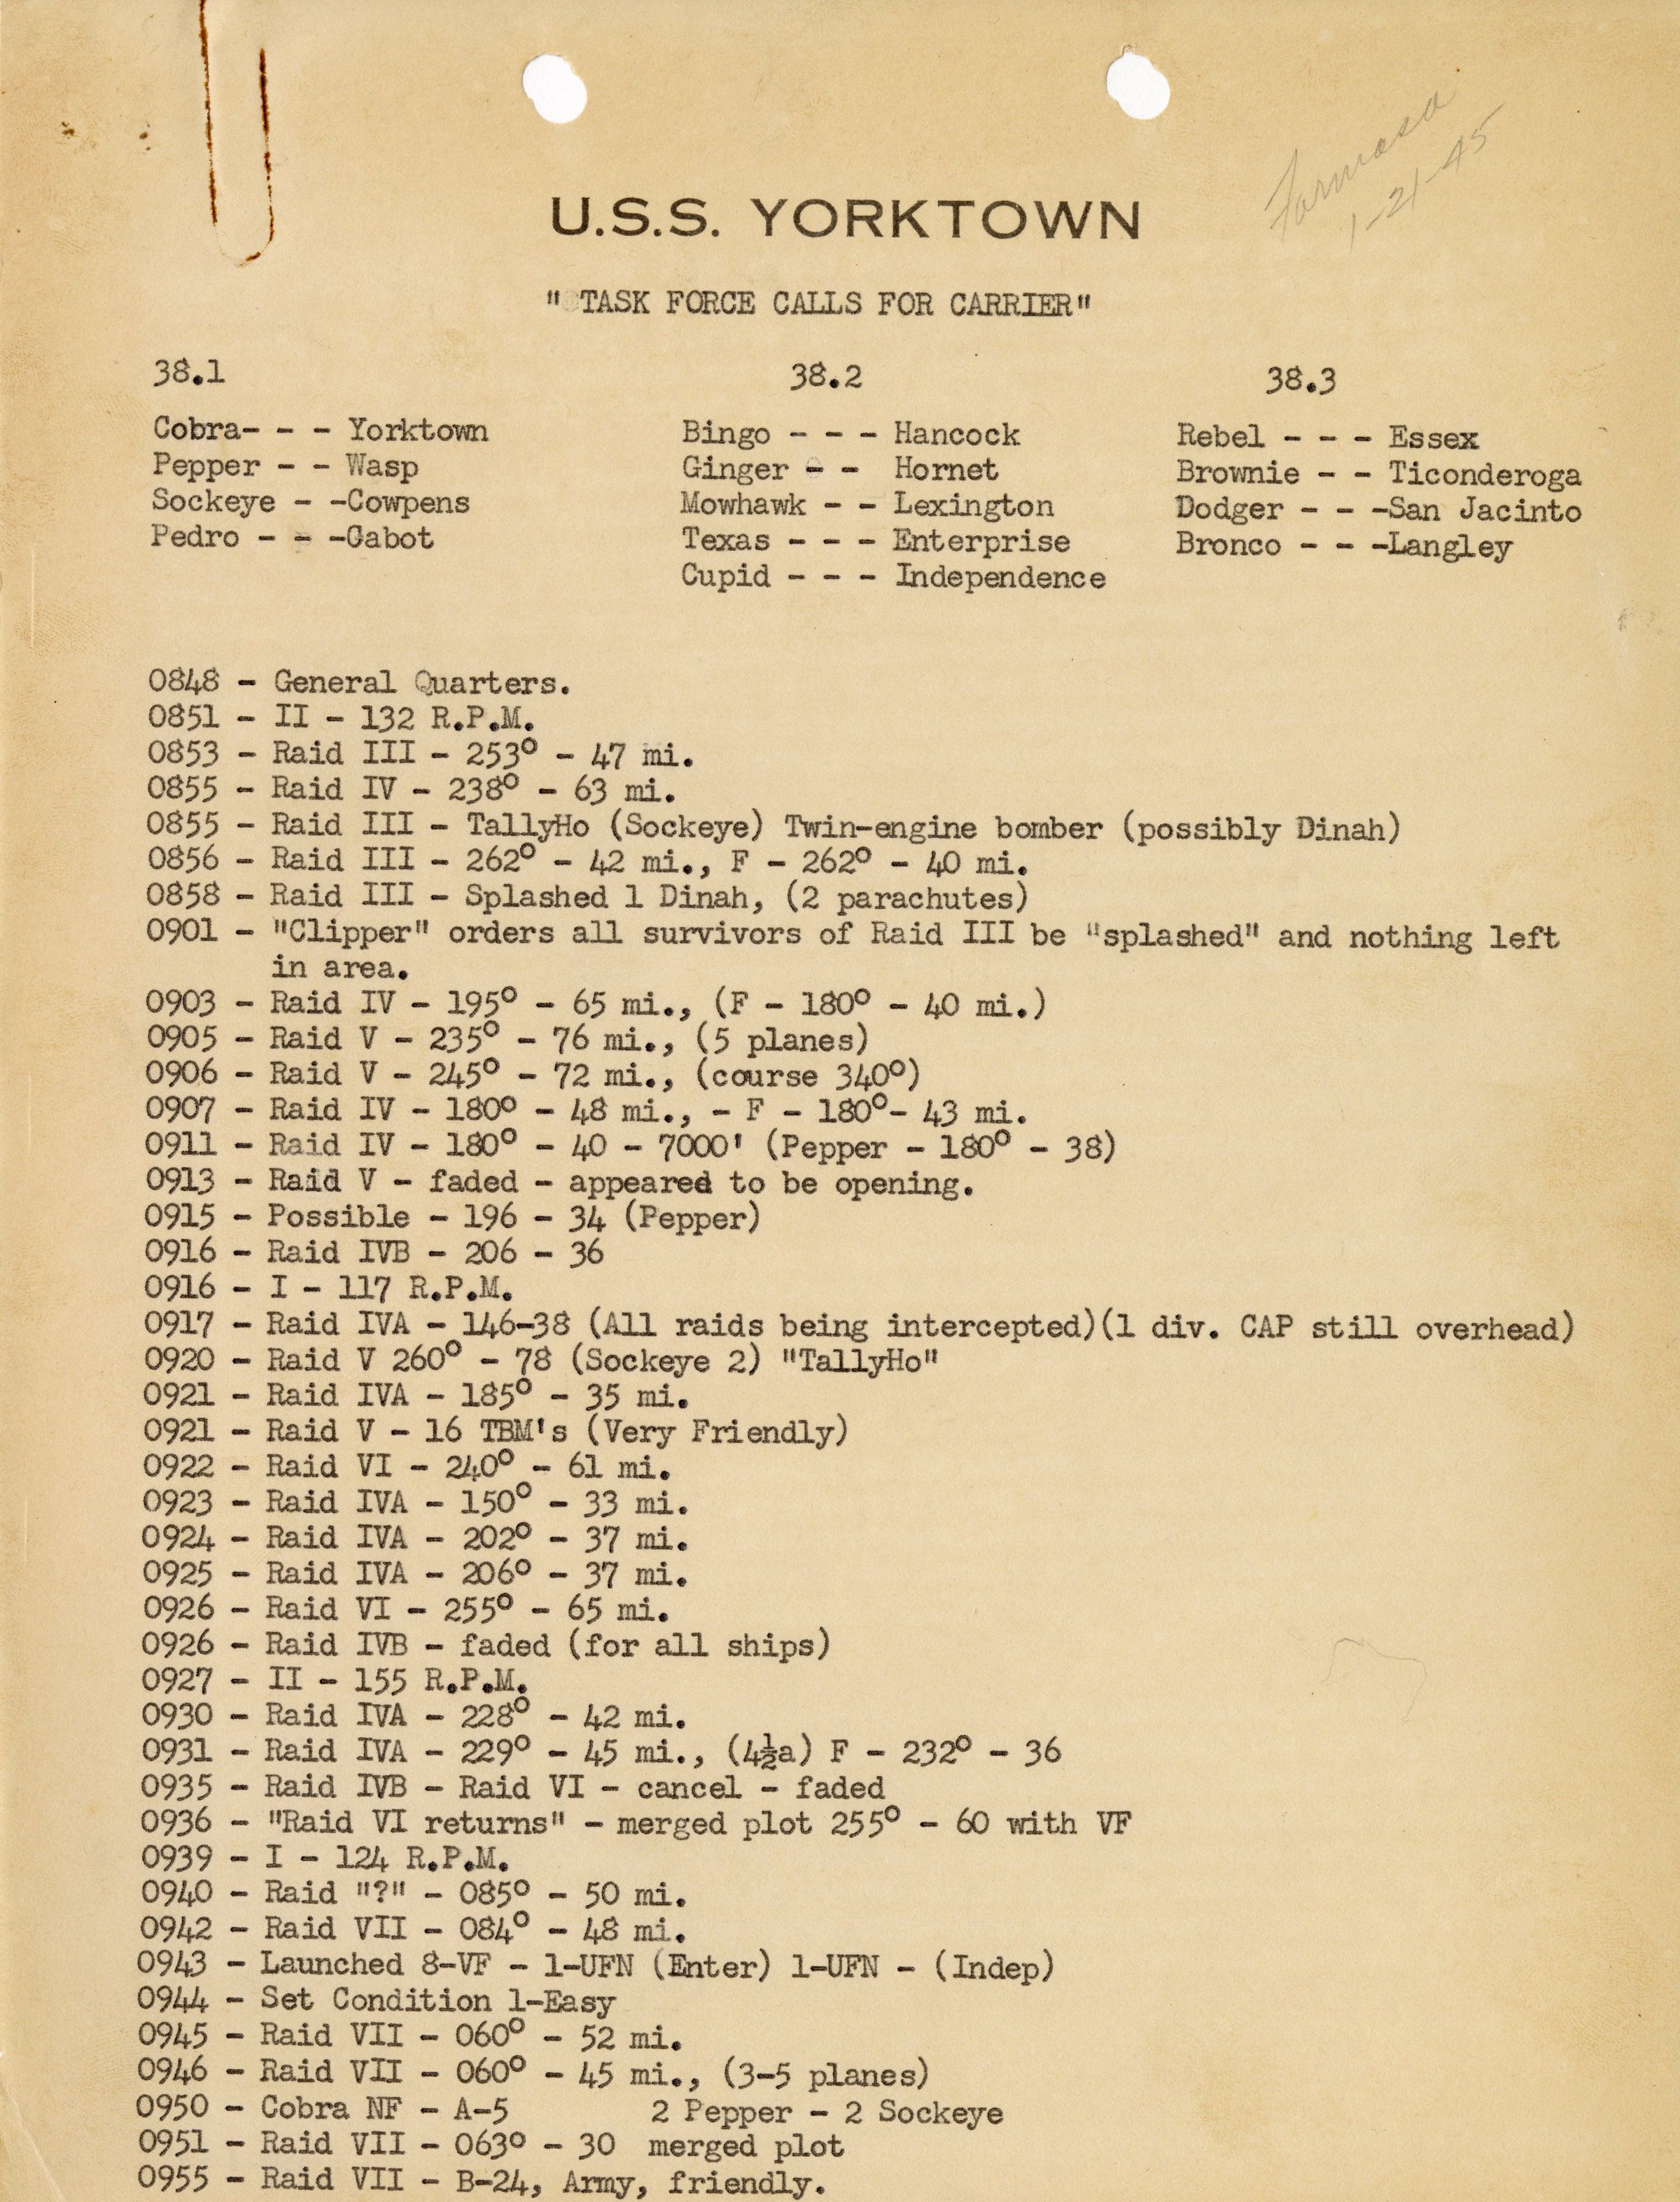 Formosa
1-21-45
U.S.S. YORKTOWN
" TASK FORCE CALLS FOR CARRIER"
38.1 38.2 38.3
Cobra- - - Yorktown Bingo - - - Hancock Rebel - - - Essex
Pepper - - Wasp Ginger - - Hornet Brownie - - Ticonderoga
Sockeye - -Cowpens Mowhawk - - Lexington Dodger - - -San Jacinto
Pedro - - -Cabot Texas - - - Enterprise Bronco - - -Langley
Cupid - - - Independence
0848 - General Quarters.
0851 - II - 132 R.P.M.
0853 - Raid III - 253° - 47 mi.
0855 - Raid IV - 238° - 63 mi.
0855 - Raid III - TallyHo (Sockeye) Twin-engine bomber (possibly Dinah)
0856 - Raid III - 262° - 42 mi., F - 262° - 40 mi.
0858 - Raid III - Splashed 1 Dinah, (2 parachutes)
0901 - "Clipper" orders all survivors of Raid III be "splashed" and nothing left
in area.
0903 - Raid IV - 195° - 65 mi., (F - 180° - 40 mi.)
0905 - Raid V - 235° - 76 mi., (5 planes)
0906 - Raid V - 245° - 72 mi., (course 340°)
0907 - Raid IV - 180° - 48 mi., - F - 180°- 43 mi.
0911 - Raid IV - 180° - 40 - 7000' (Pepper - 180° - 38)
0913 - Raid V - faded - appeared to be opening.
0915 - Possible - 196 - 34 (Pepper)
0916 - Raid IVB - 206 - 36
0916 - I - 117 R.P.M.
0917 - Raid IVA - 146-38 (All raids being intercepted)(1 div. CAP still overhead)
0920 - Raid V 260° - 78 (Sockeye 2) "TallyHo"
0921 - Raid IVA - 185° - 35 mi.
0921 - Raid V - 16 TBM's (Very Friendly)
0922 - Raid VI - 240° - 61 mi.
0923 - Raid IVA - 150° - 33 mi.
0924 - Raid IVA - 202° - 37 mi.
0925 - Raid IVA - 206° - 37 mi.
0926 - Raid VI - 255° - 65 mi.
0926 - Raid IVB - faded (for all ships)
0927 - II - 155 R.P.M.
0930 - Raid IVA - 228° - 42 mi.
0931 - Raid IVA - 229° - 45 mi., (4½a) F - 232° - 36
0935 - Raid IVB - Raid VI - cancel - faded
0936 - "Raid VI returns" - merged plot 255° - 60 with VF
0939 - I - 124 R.P.M.
0940 - Raid "?" - 085° - 50 mi.
0942 - Raid VII - 084° - 48 mi.
0943 - Launched 8-VF - 1-UFN (Enter) 1-UFN - (Indep)
0944 - Set Condition 1-Easy
0945 - Raid VII - 060° - 52 mi.
0946 - Raid VII - 060° - 45 mi., (3-5 planes)
0950 - Cobra NF - A-5 2 Pepper - 2 Sockeye
0951 - Raid VII - 063° - 30 merged plot
0955 - Raid VII - B-24, Army, friendly.